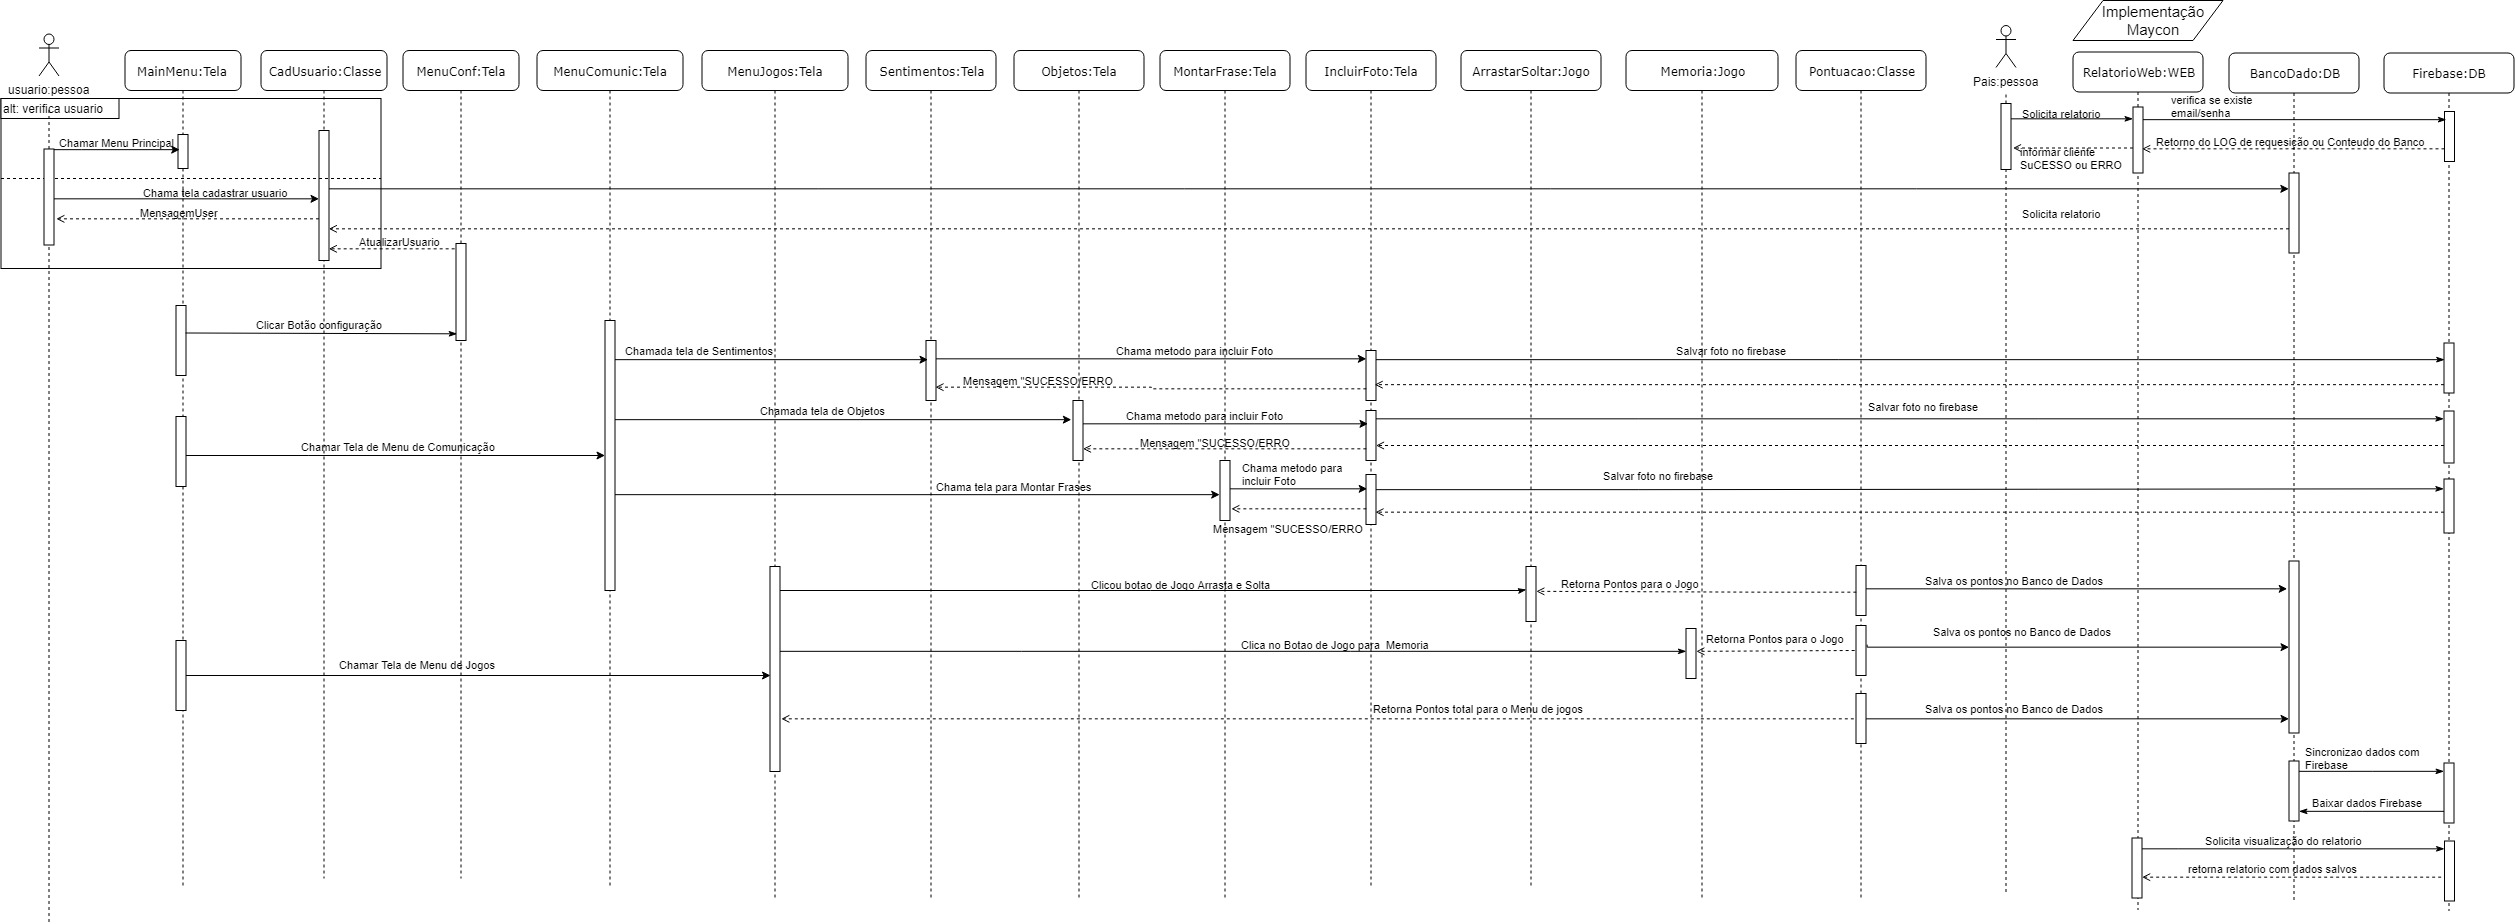 Implementação
Maycon
usuario:pessoa
MainMenu:Tela
CadUsuario:Classe
MenuConf:Tela
MenuComunic:Tela
MenuJogos:Tela
Sentimentos:Tela
Objetos:Tela
MontarFrase:Tela
IncluirFoto:Tela
ArrastarSoltar:Jogo
Memoria:Jogo
Pontuacao:Classe
Pais:pessoa
RelatorioWeb:WEB
BancoDado:DB
Firebase:DB
alt: verifica usuario
Solicita relatorio
verifica se existe
email/senha
Chamar Menu Principal
Retorno do LOG de requesição ou Conteudo do Banco
informar cliente
SuCESSO ou ERRO
Chama tela cadastrar usuario
MensagemUser
Solicita relatorio
AtualizarUsuario
Clicar Botão configuração
Chamada tela de Sentimentos
Chama metodo para incluir Foto
Salvar foto no firebase
Mensagem "SUCESSO/ERRO
Chamada tela de Objetos
Chama metodo para incluir Foto
Salvar foto no firebase
Chamar Tela de Menu de Comunicação
Mensagem "SUCESSO/ERRO
Chama metodo para
incluir Foto
Salvar foto no firebase
Chama tela para Montar Frases
Mensagem "SUCESSO/ERRO
Clicou botao de Jogo Arrasta e Solta
Retorna Pontos para o Jogo
Salva os pontos no Banco de Dados
Clica no Botao de Jogo para  Memoria
Retorna Pontos para o Jogo
Salva os pontos no Banco de Dados
Chamar Tela de Menu de Jogos
Retorna Pontos total para o Menu de jogos
Salva os pontos no Banco de Dados
Sincronizao dados com
Firebase
Baixar dados Firebase
Solicita visualização do relatorio
retorna relatorio com dados salvos